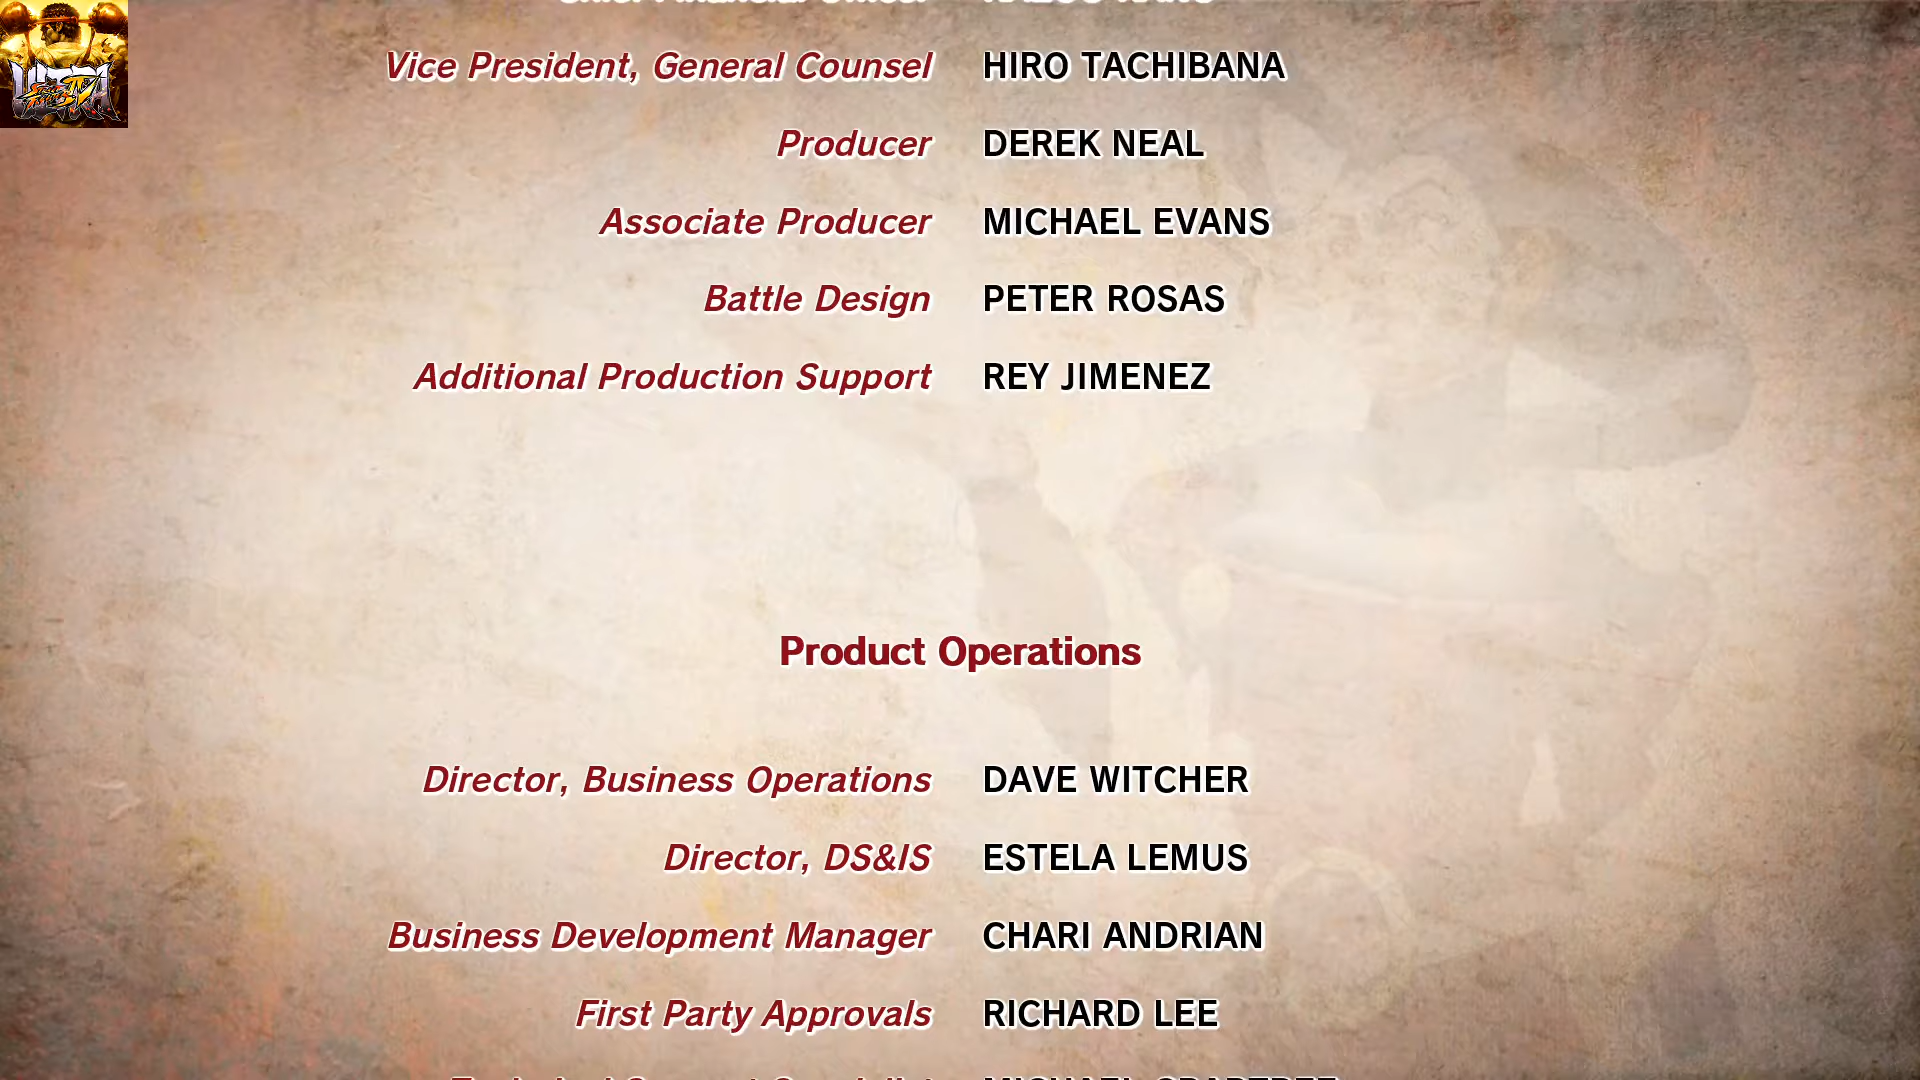 Vice President, General Counsel HIRO TACHIBANA
Producer DEREK NEAL
Associate Producer MICHAEL EVANS
Battle Design PETER ROSAS
Additional Production Support REY JIMENEZ
Product Operations
Director, Business Operations DAVE WITCHER
Director, DS&IS ESTELA LEMUS
Business Development Manager CHARI ANDRIAN
First Party Approvals RICHARD LEE